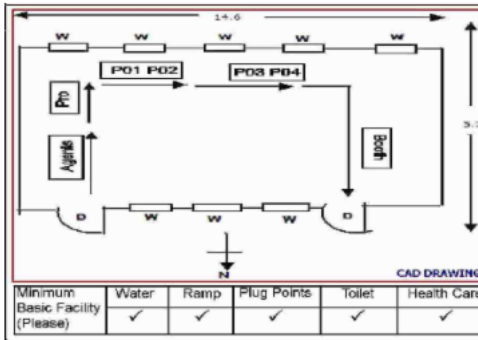 14.6
W W W W W
P01 P02 P03 P04
Pro
Agents
Booth
D D
W W W
N
CAD DRAWING
Minimum Basic Facility (Please) Water Ramp Plug Points Toilet Health Care
✓ ✓ ✓ ✓ ✓